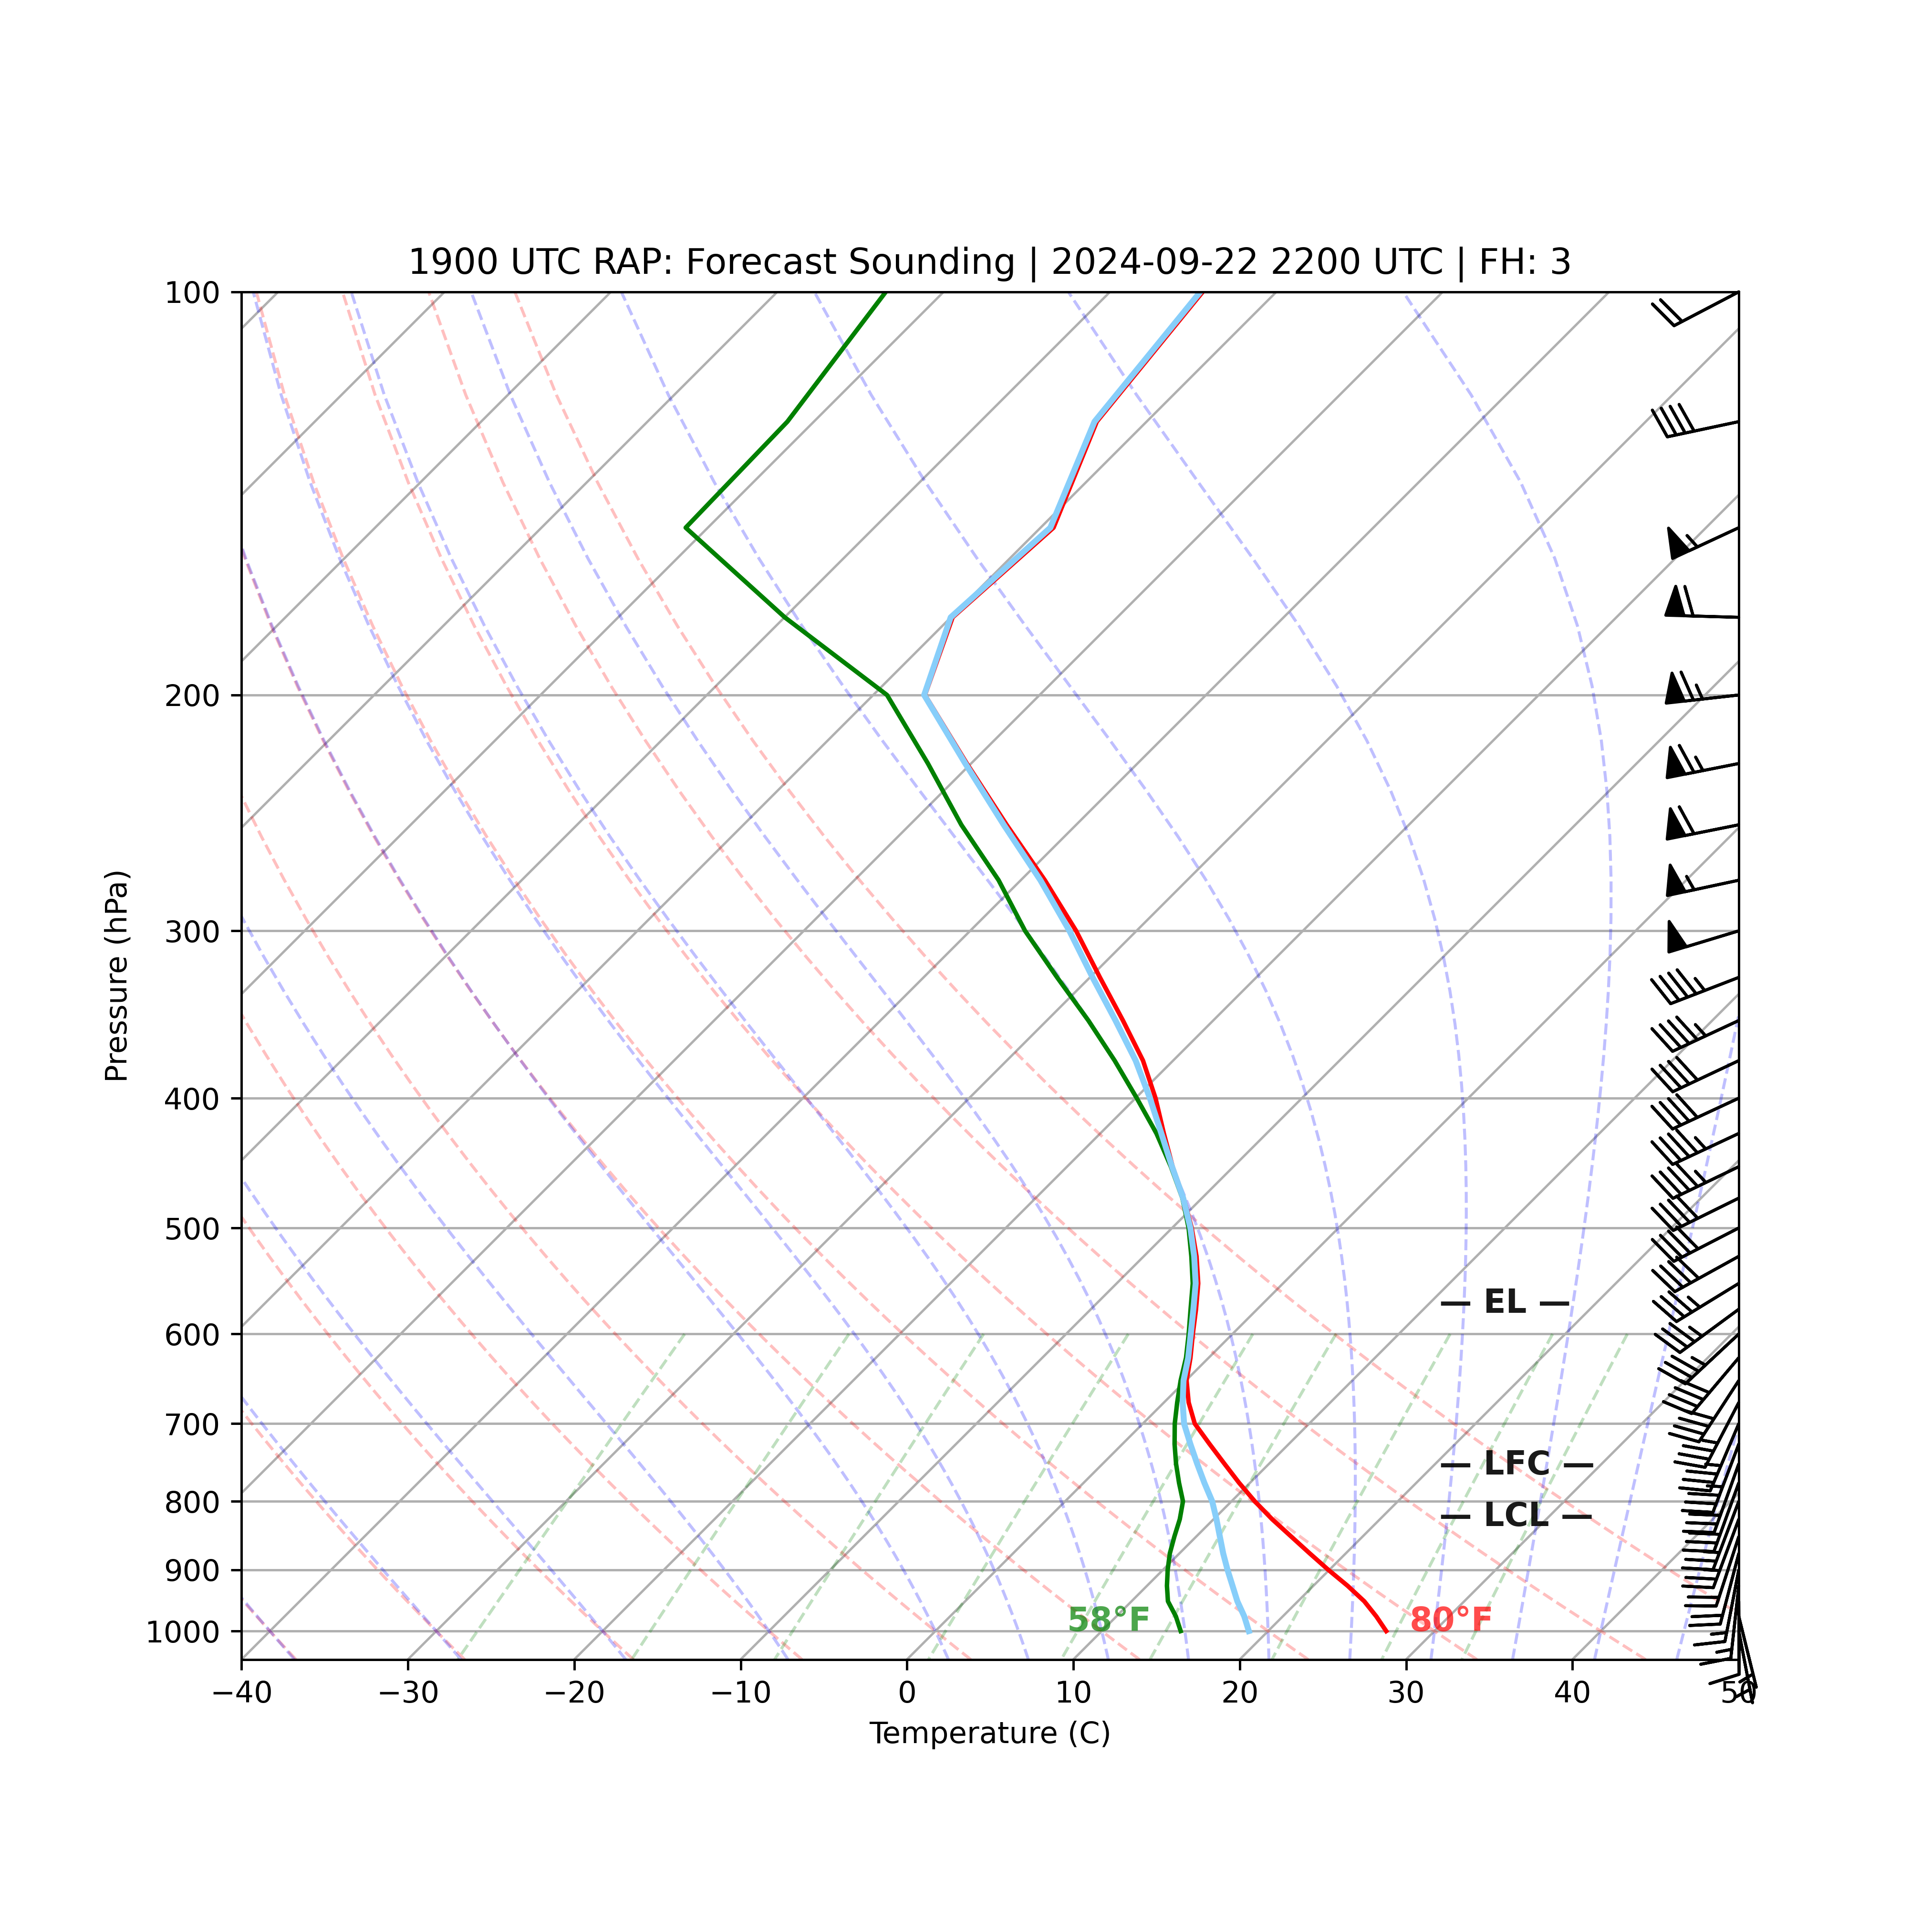 1900 UTC RAP: Forecast Sounding | 2024-09-22 2200 UTC | FH: 3
100
200
300
400
500
600
700
800
900
1000
Pressure (hPa)
— EL —
— LFC —
— LCL —
58°F
80°F
−40 −30 −20 −10 0 10 20 30 40 50
Temperature (C)